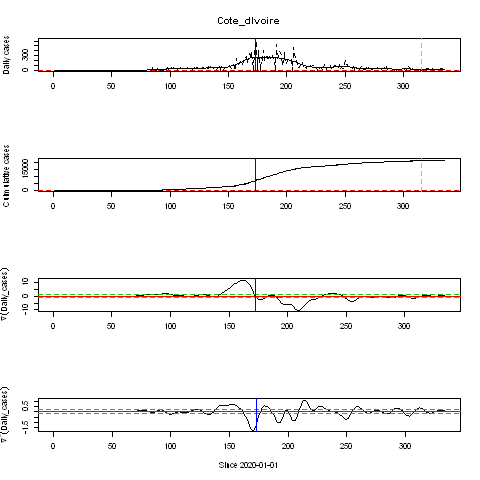 Cote_dIvoire
Daily cases
0 300
0 50 100 150 200 250 300
Culmulative cases
0 15000
0 50 100 150 200 250 300
∇(Daily_cases)
-10 0 10
0 50 100 150 200 250 300
-1.5 0.5
0 50 100 150 200 250 300
Since 2020-01-01